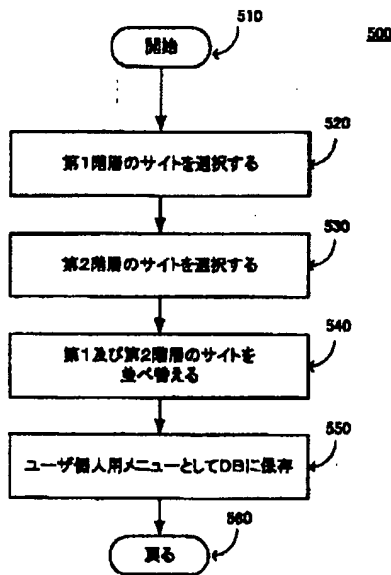 500
開始
510
第1階層のサイトを選択する
520
第2階層のサイトを選択する
530
第1及び第2階層のサイトを
並べ替える
540
ユーザ個人用メニューとしてDBに保存
550
戻る
560